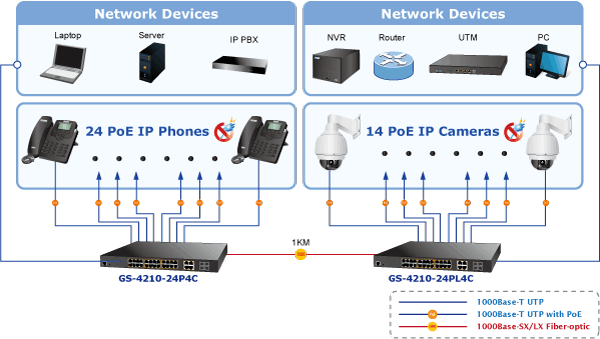 Network Devices
Laptop
Server
IP PBX
Network Devices
NVR
Router
UTM
PC
24 PoE IP Phones
14 PoE IP Cameras
1KM
GS-4210-24P4C
GS-4210-24PL4C
1000Base-T UTP
1000Base-T UTP with PoE
1000Base-SX/LX Fiber-optic